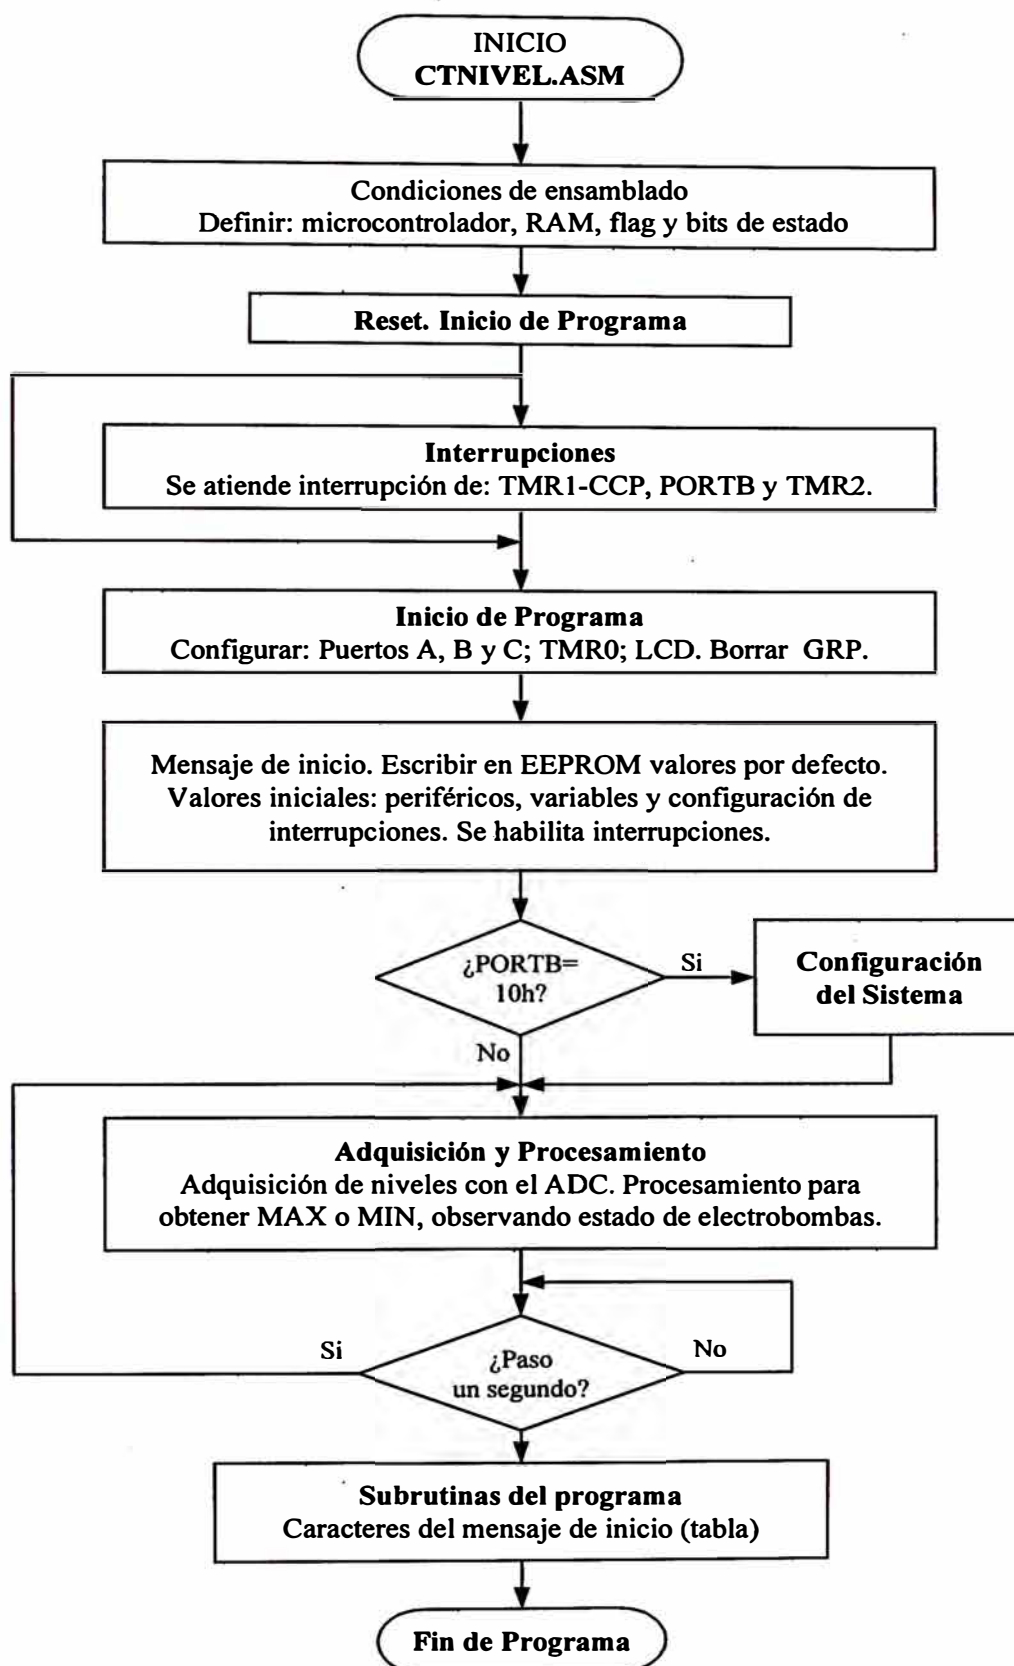 INICIO
CTNIVEL.ASM
Condiciones de ensamblado
Definir: microcontrolador, RAM, flag y bits de estado
Reset. Inicio de Programa
Interrupciones
Se atiende interrupción de: TMR1-CCP, PORTB y TMR2.
Inicio de Programa
Configurar: Puertos A, B y C; TMR0; LCD. Borrar GRP.
Mensaje de inicio. Escribir en EEPROM valores por defecto.
Valores iniciales: periféricos, variables y configuración de
interrupciones. Se habilita interrupciones.
¿PORTB=
10h?
Si
Configuración
del Sistema
No
Adquisición y Procesamiento
Adquisición de niveles con el ADC. Procesamiento para
obtener MAX o MIN, observando estado de electrobombas.
Si
¿Paso
un segundo?
No
Subrutinas del programa
Caracteres del mensaje de inicio (tabla)
Fin de Programa